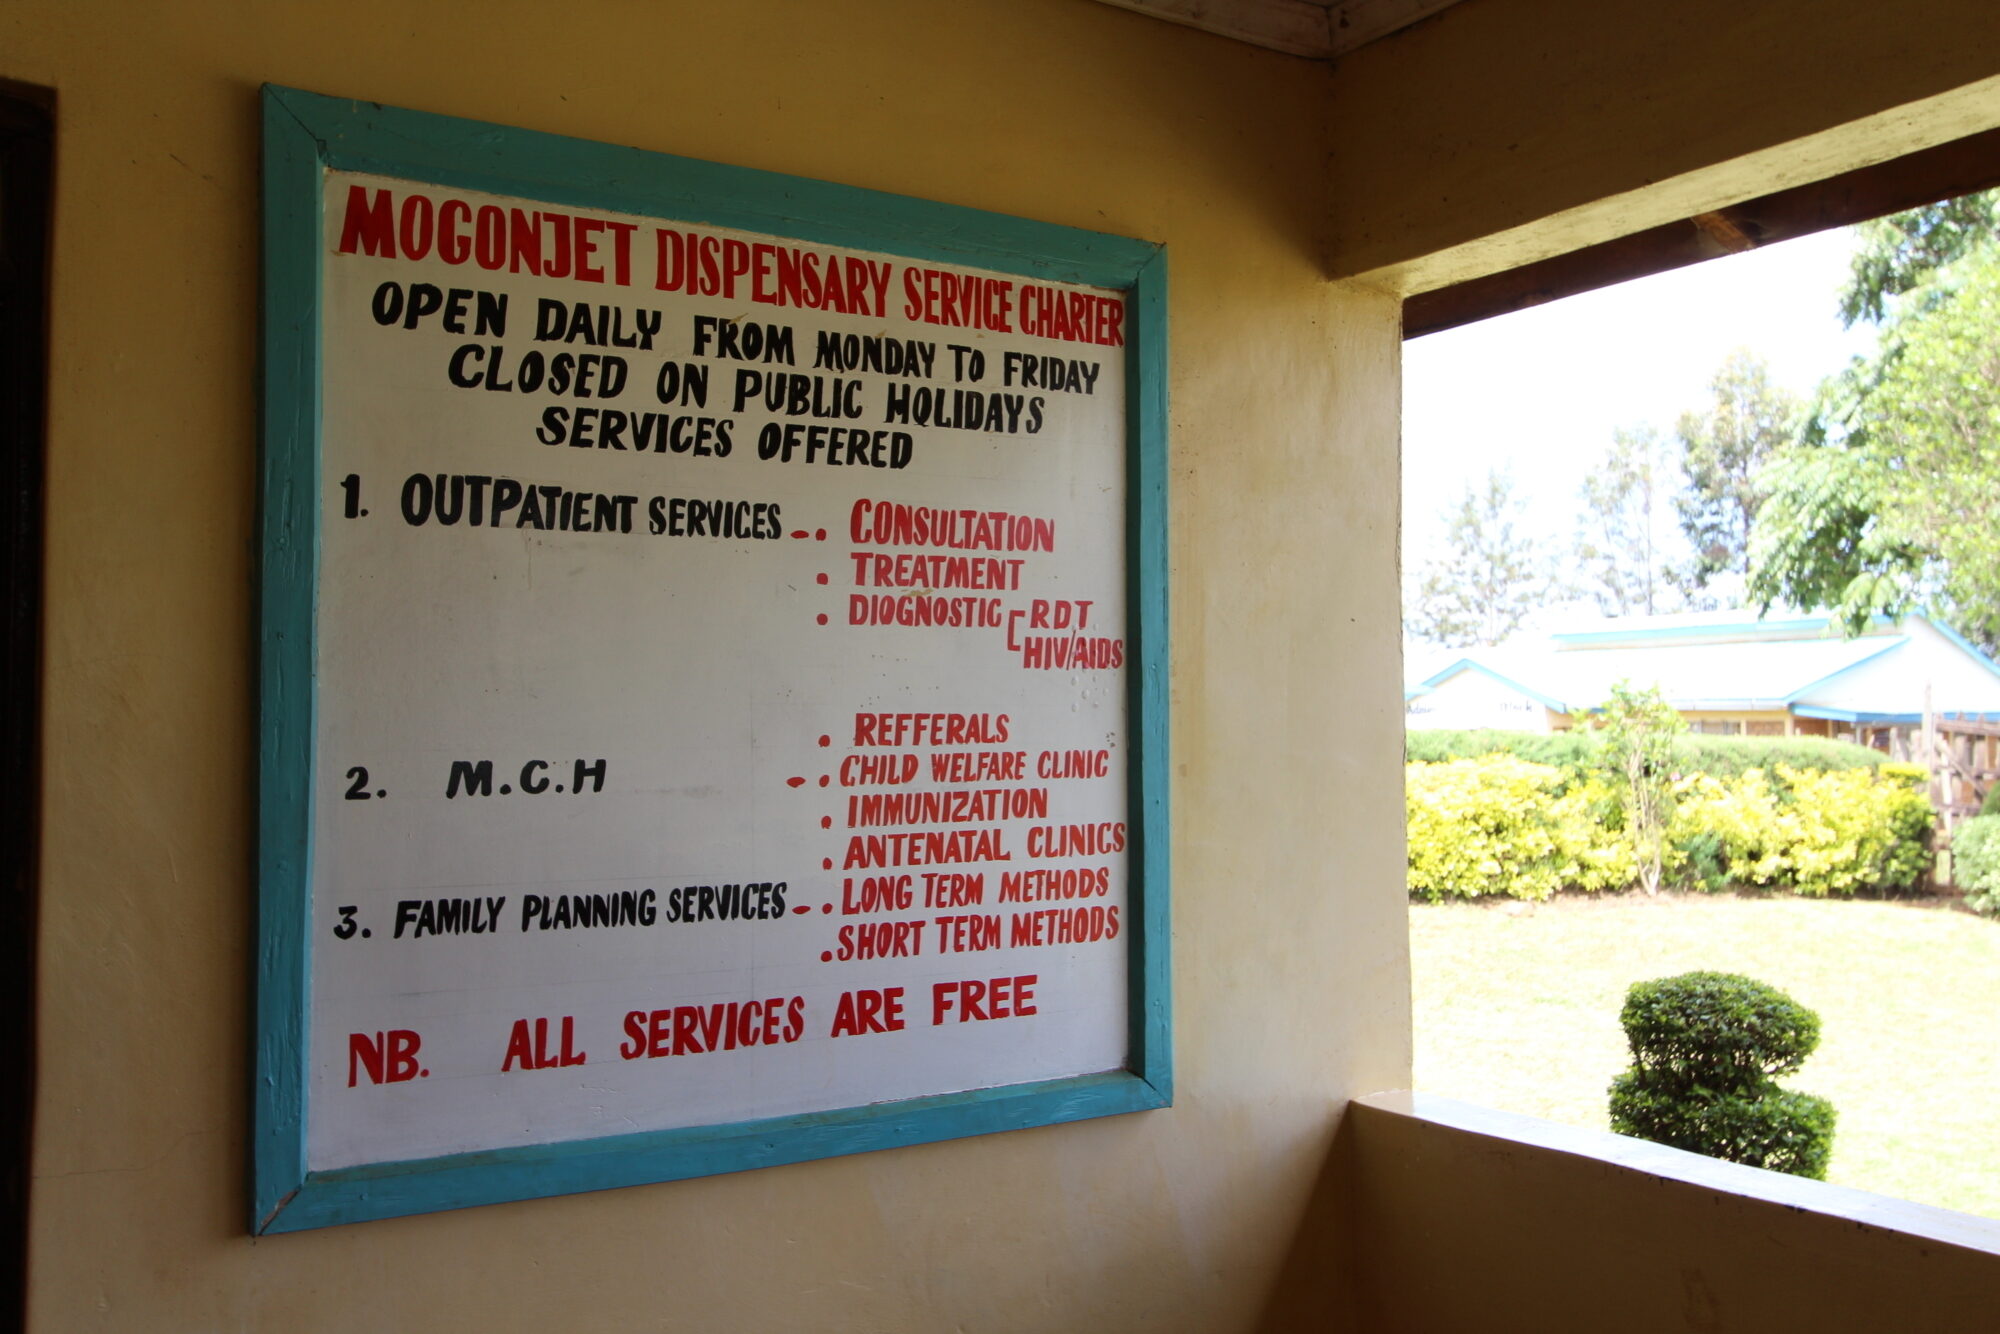 MOGONJET DISPENSARY SERVICE CHARTER
OPEN DAILY FROM MONDAY TO FRIDAY
CLOSED ON PUBLIC HOLIDAYS
SERVICES OFFERED
1. OUTPATIENT SERVICES -. CONSULTATION
. TREATMENT
. DIOGNOSTIC [ RDT
HIV/AIDS
. REFFERALS
2. M.C.H -. CHILD WELFARE CLINIC
. IMMUNIZATION
. ANTENATAL CLINICS
3. FAMILY PLANNING SERVICES -. LONG TERM METHODS
. SHORT TERM METHODS
NB. ALL SERVICES ARE FREE